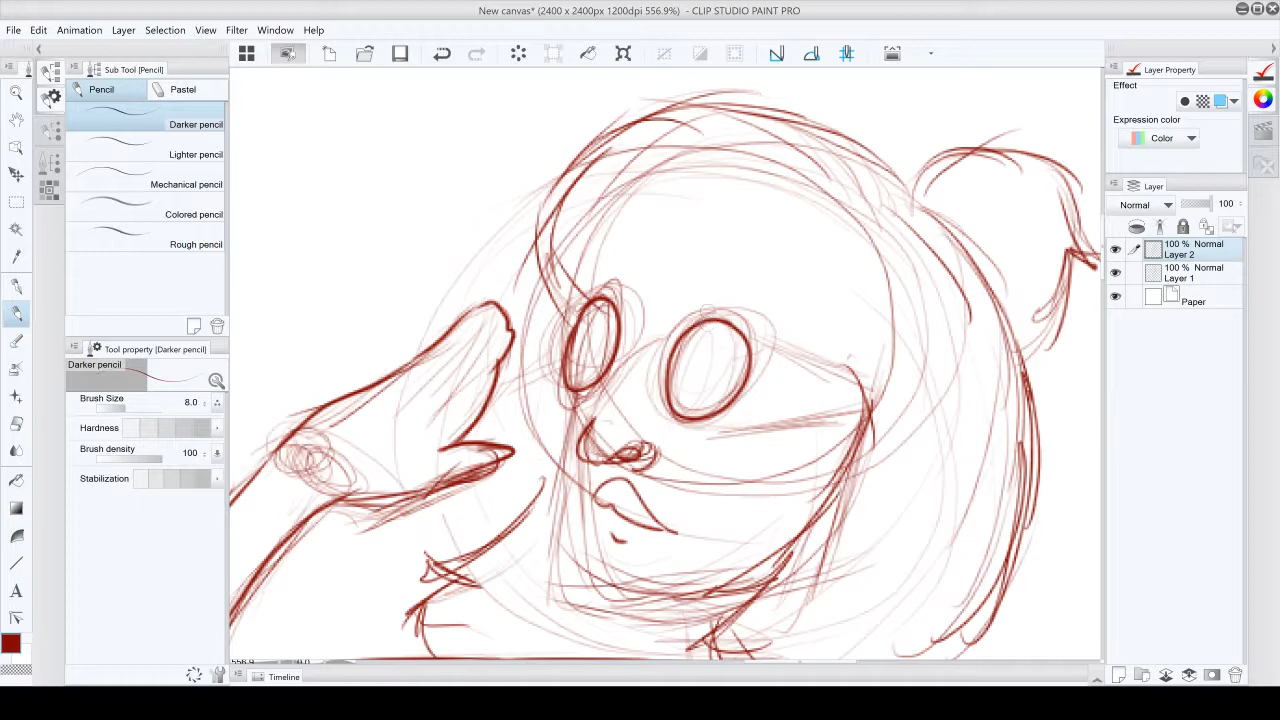 New canvas* (2400 x 2400px 1200dpi 556.9%) - CLIP STUDIO PAINT PRO
File Edit Animation Layer Selection View Filter Window Help
Sub Tool [Pencil]
Pencil Pastel
Darker pencil
Lighter pencil
Mechanical pencil
Colored pencil
Rough pencil
Tool property [Darker pencil]
Darker pencil
Brush Size 8.0
Hardness
Brush density 100
Stabilization
Layer Property
Effect
Expression color
Color
Layer
Normal 100
100 % Normal
Layer 2
100 % Normal
Layer 1
Paper
Timeline